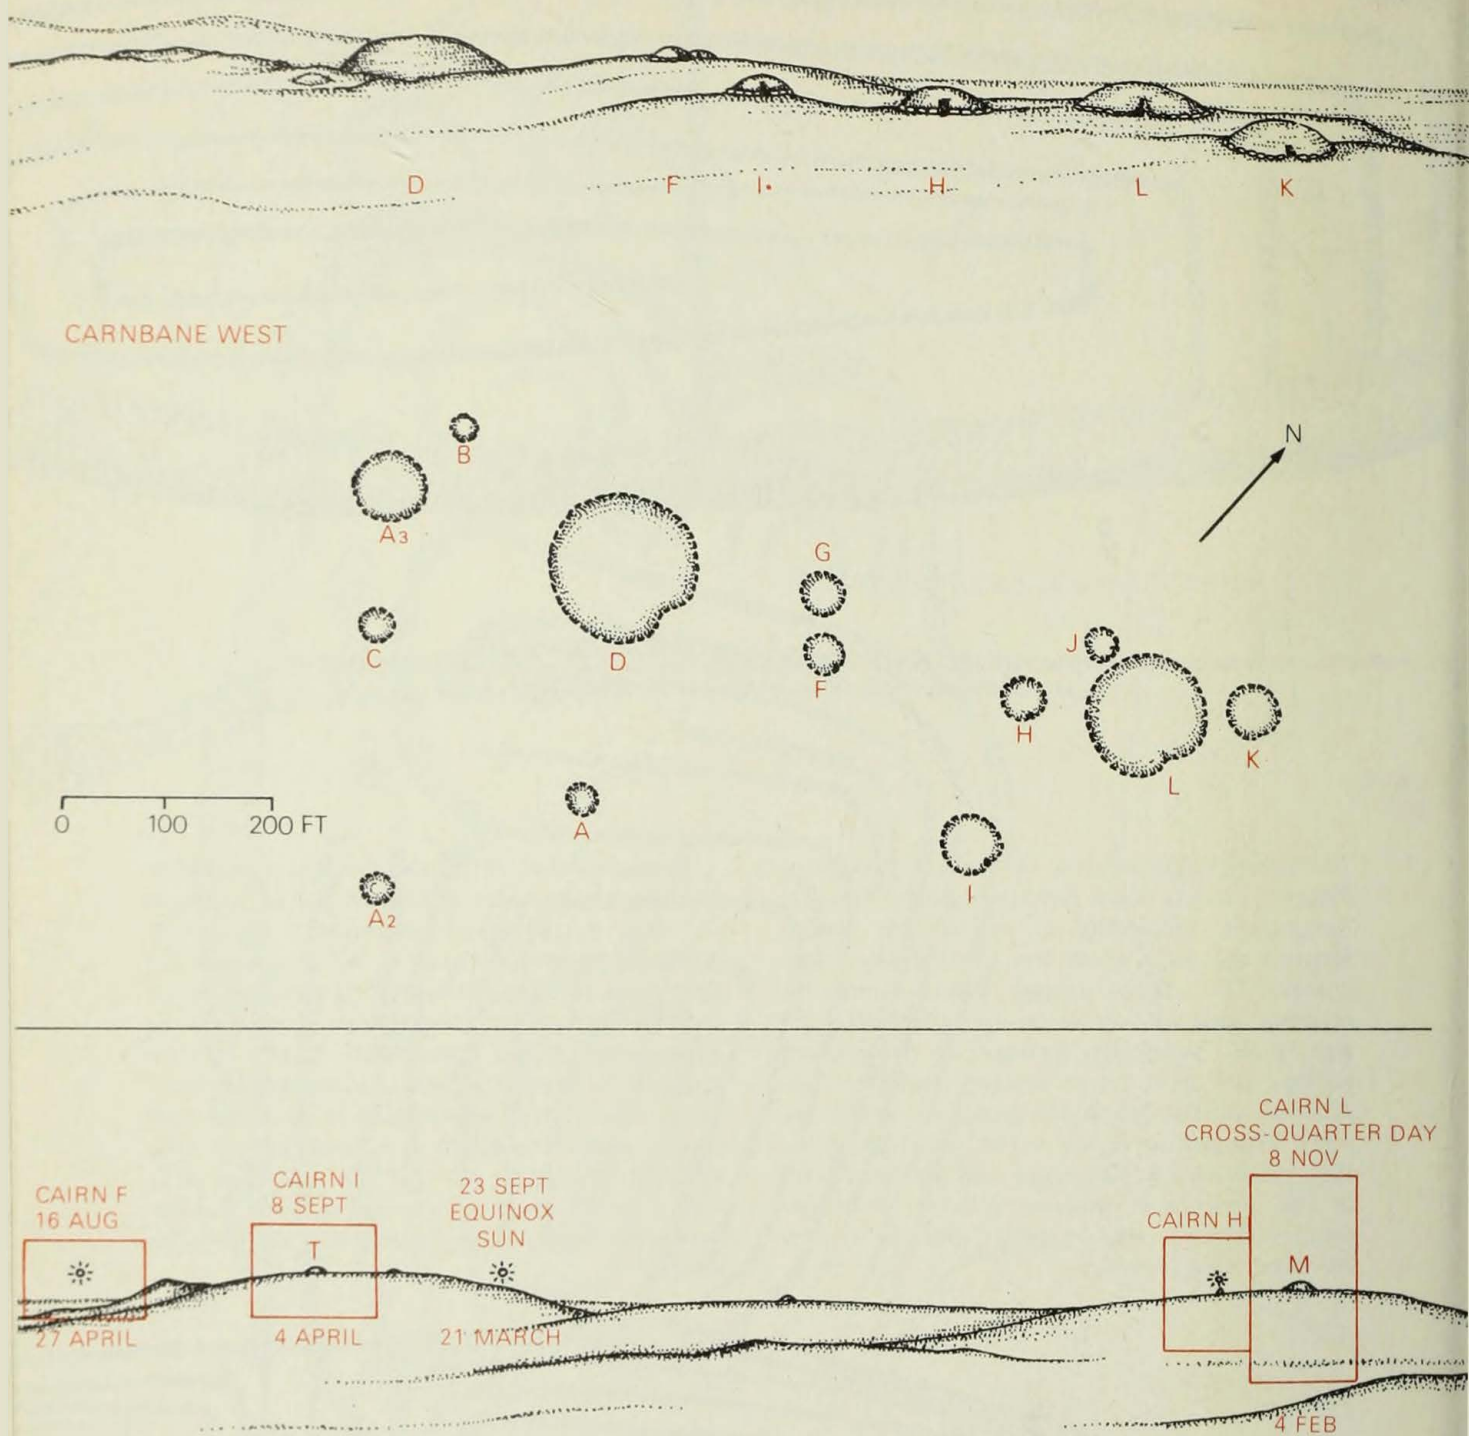 D F I. H L K
CARNBANE WEST
N
B
A3
G
C
D
F
J
H
K
L
0 100 200 FT
A
I
A2
CAIRN L
CROSS-QUARTER DAY
8 NOV
CAIRN F
16 AUG
CAIRN I
8 SEPT
23 SEPT
EQUINOX
SUN
CAIRN H
T
M
27 APRIL
4 APRIL
21 MARCH
4 FEB